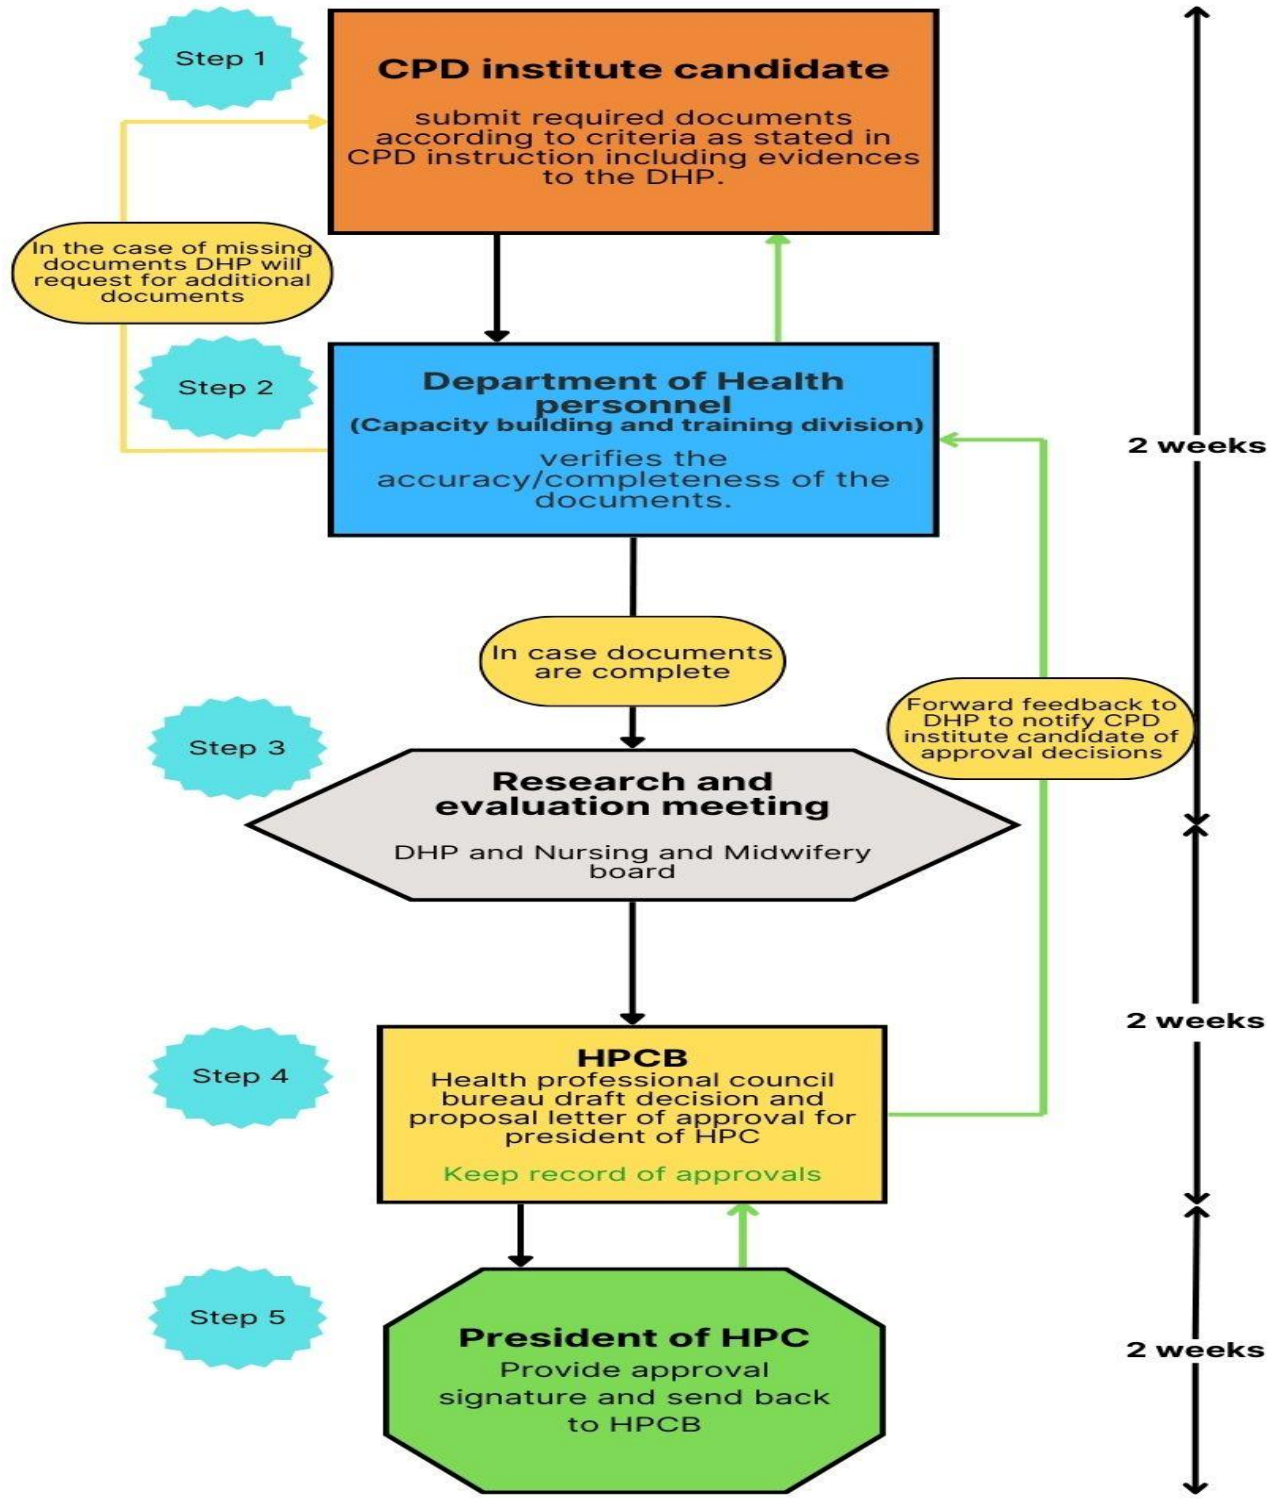 Step 1
CPD institute candidate
submit required documents
according to criteria as stated in
CPD instruction including evidences
to the DHP.
In the case of missing
documents DHP will
request for additional
documents
Step 2
Department of Health
personnel
(Capacity building and training division)
verifies the
accuracy/completeness of the
documents.
2 weeks
In case documents
are complete
Forward feedback to
DHP to notify CPD
institute candidate of
approval decisions
Step 3
Research and
evaluation meeting
DHP and Nursing and Midwifery
board
2 weeks
Step 4
HPCB
Health professional council
bureau draft decision and
proposal letter of approval for
president of HPC
Keep record of approvals
Step 5
President of HPC
Provide approval
signature and send back
to HPCB
2 weeks